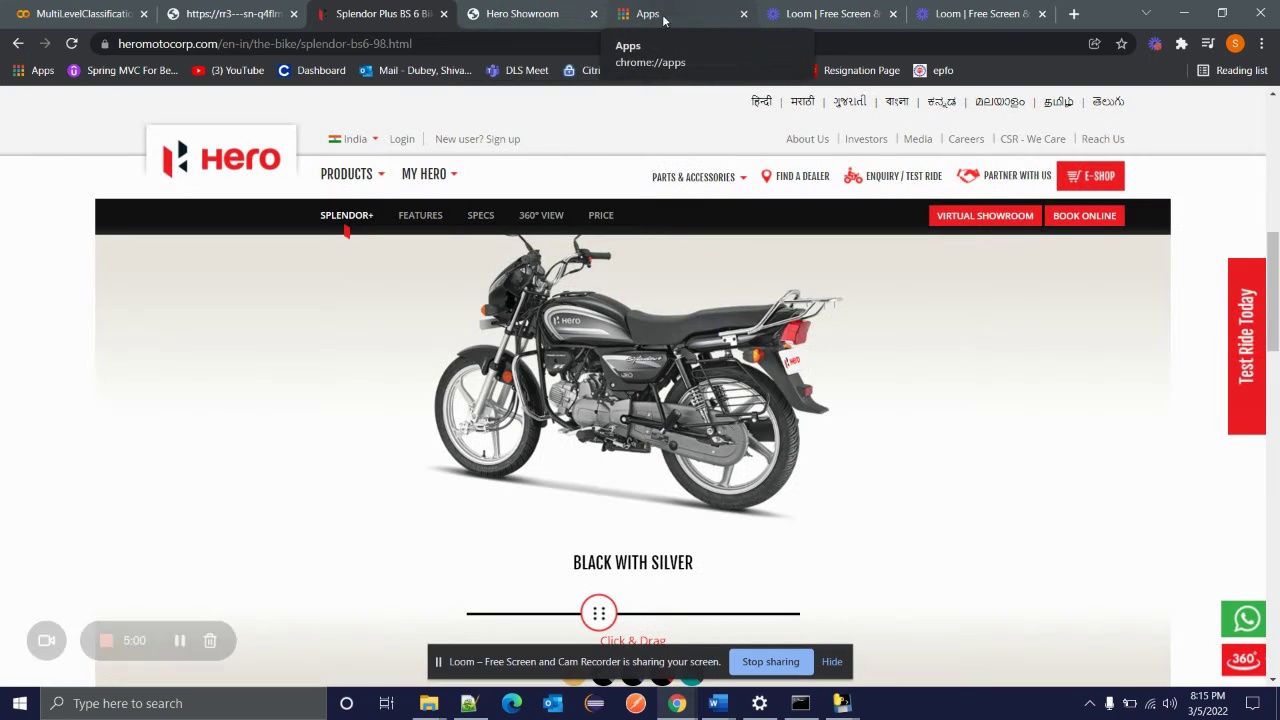 MultiLevelClassificatio
https://r3---sn-q4flrn
Splendor Plus BS 6 Bik
Hero Showroom
Apps
Loom | Free Screen &
Loom | Free Screen &
heromotocorp.com/en-in/the-bike/splendor-bs6-98.html
S
Apps
chrome://apps
Apps
Spring MVC For Be...
(3) YouTube
Dashboard
Mail - Dubey, Shiva...
DLS Meet
Citri
Resignation Page
epfo
Reading list
हिन्दी | मराठी | ગુજરાતી | বাংলা | ಕನ್ನಡ | മലയാളം | தமிழ் | తెలుగు
India
Login
New user? Sign up
About Us
Investors
Media
Careers
CSR - We Care
Reach Us
Hero
PRODUCTS
MY HERO
PARTS & ACCESSORIES
FIND A DEALER
ENQUIRY / TEST RIDE
PARTNER WITH US
E-SHOP
SPLENDOR+
FEATURES
SPECS
360° VIEW
PRICE
VIRTUAL SHOWROOM
BOOK ONLINE
Hero
Hero
Test Ride Today
BLACK WITH SILVER
Click & Drag
5:00
Loom – Free Screen and Cam Recorder is sharing your screen.
Stop sharing
Hide
360°
Type here to search
8:15 PM
3/5/2022